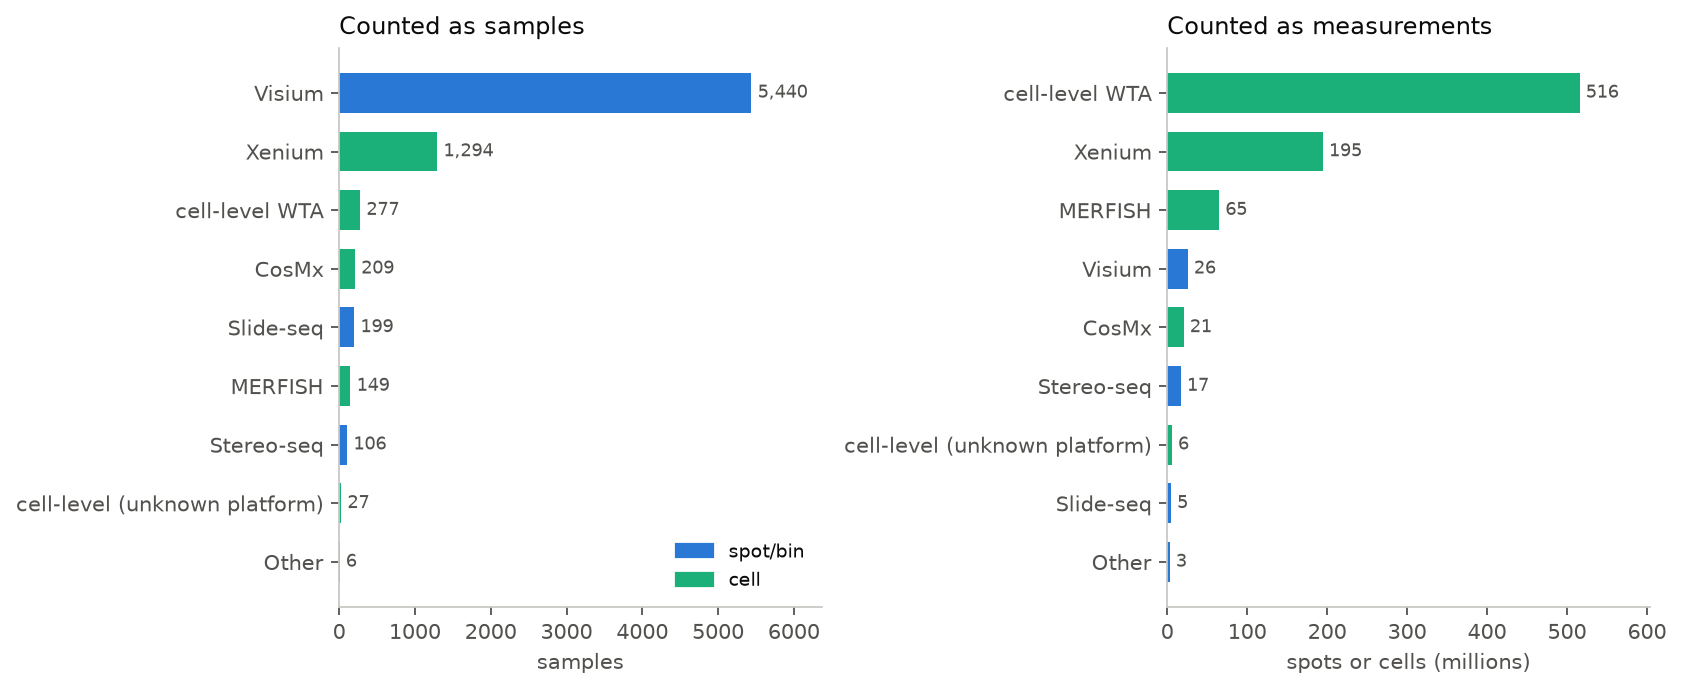 Counted as samples
Visium
5,440
Xenium
1,294
cell-level WTA
277
CosMx
209
Slide-seq
199
MERFISH
149
Stereo-seq
106
cell-level (unknown platform)
27
Other
6
spot/bin
cell
0 1000 2000 3000 4000 5000 6000
samples
Counted as measurements
cell-level WTA
516
Xenium
195
MERFISH
65
Visium
26
CosMx
21
Stereo-seq
17
cell-level (unknown platform)
6
Slide-seq
5
Other
3
0 100 200 300 400 500 600
spots or cells (millions)